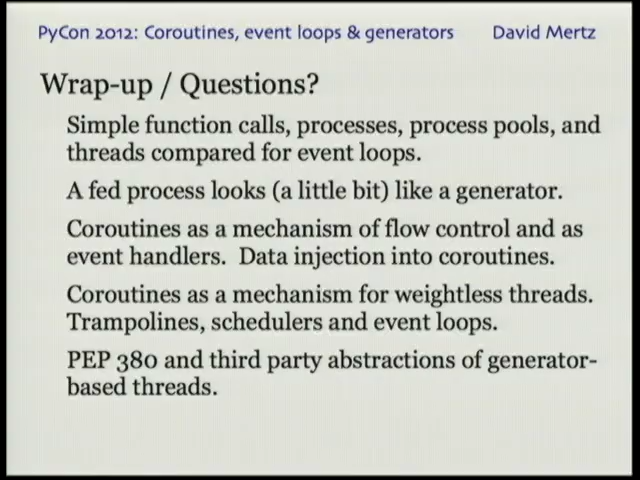 PyCon 2012: Coroutines, event loops & generators David Mertz
Wrap-up / Questions?
Simple function calls, processes, process pools, and
threads compared for event loops.
A fed process looks (a little bit) like a generator.
Coroutines as a mechanism of flow control and as
event handlers. Data injection into coroutines.
Coroutines as a mechanism for weightless threads.
Trampolines, schedulers and event loops.
PEP 380 and third party abstractions of generator-
based threads.